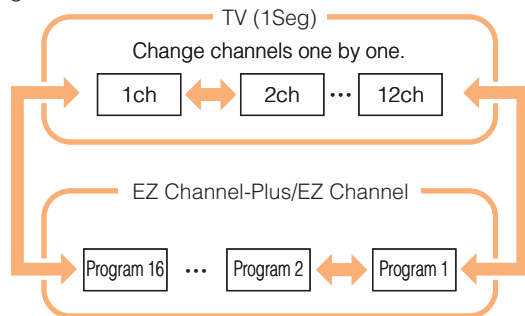 TV (1Seg)
Change channels one by one.
1ch 2ch ··· 12ch
EZ Channel-Plus/EZ Channel
Program 16 ··· Program 2 Program 1